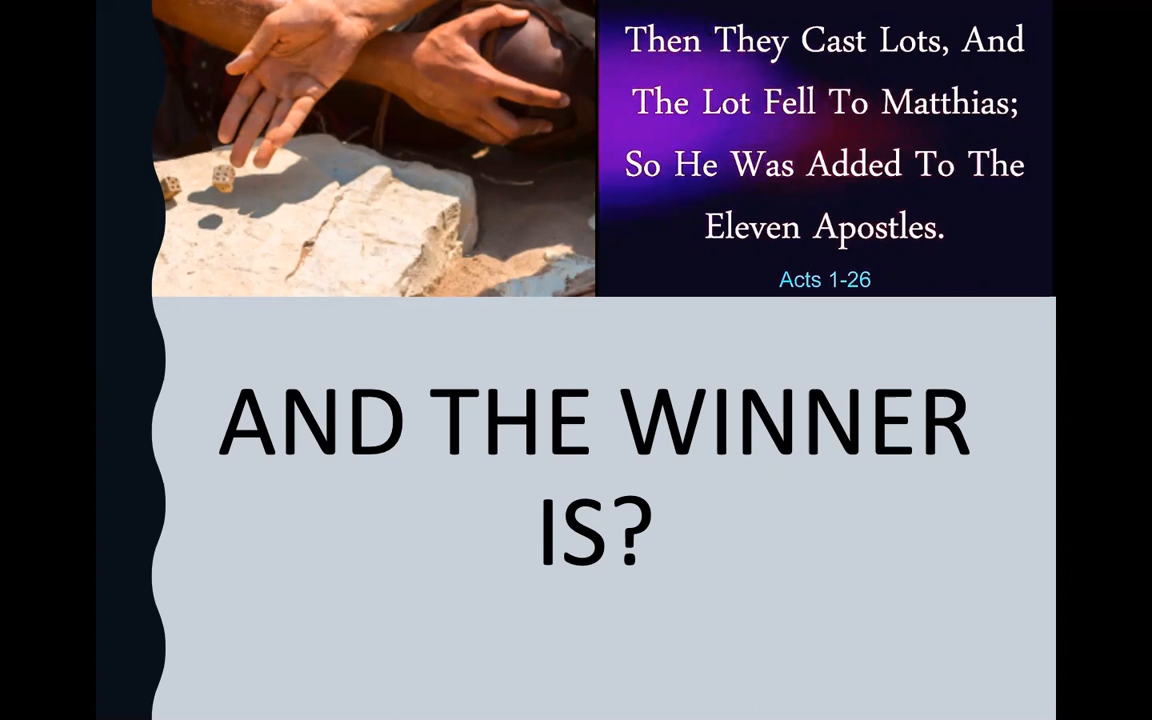 Then They Cast Lots, And
The Lot Fell To Matthias;
So He Was Added To The
Eleven Apostles.
Acts 1-26
AND THE WINNER
IS?